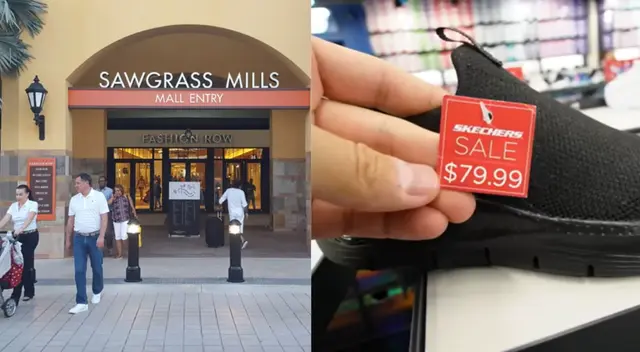 SAWGRASS MILLS
MALL ENTRY
FASHION ROW
SKECHERS
SALE
$79.99